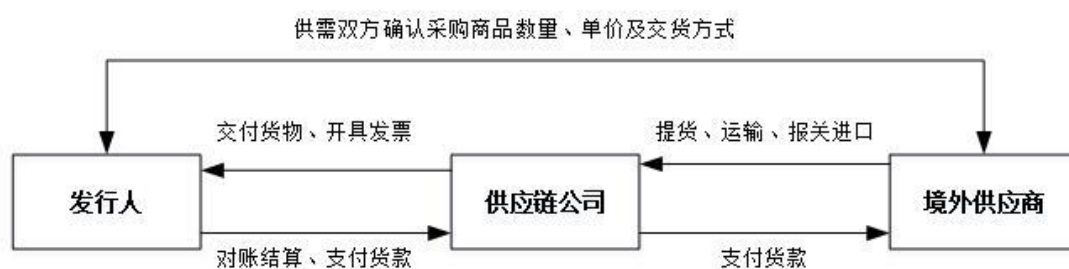 供需双方确认采购商品数量、单价及交货方式
交付货物、开具发票
提货、运输、报关进口
发行人
供应链公司
境外供应商
对账结算、支付货款
支付货款